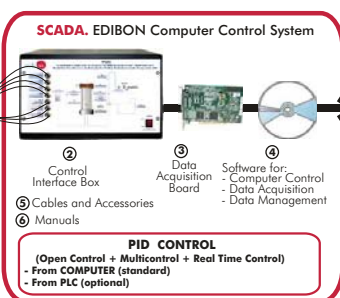 SCADA. EDIBON Computer Control System
②
Control
Interface Box
③
Data
Acquisition
Board
④
Software for:
- Computer Control
- Data Acquisition
- Data Management
⑤ Cables and Accessories
⑥ Manuals
PID CONTROL
(Open Control + Multicontrol + Real Time Control)
- From COMPUTER (standard)
- From PLC (optional)